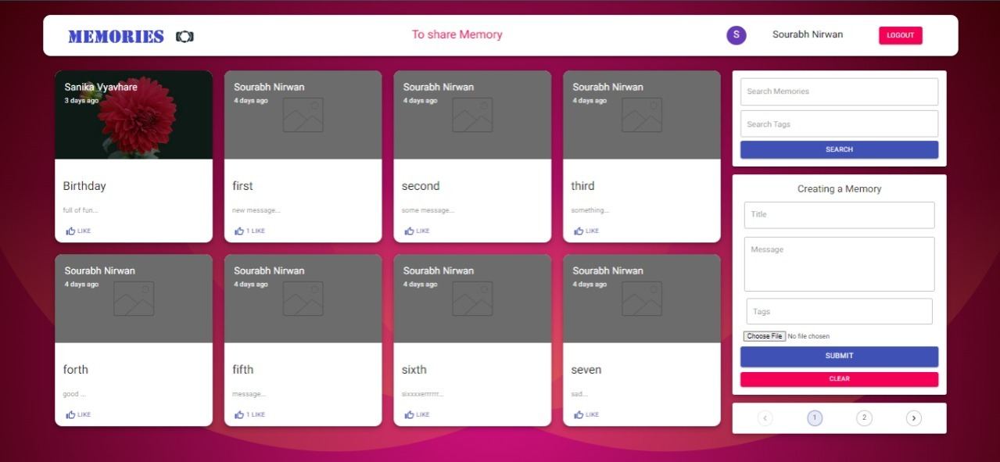 MEMORIES
To share Memory
S
Sourabh Nirwan
LOGOUT
Sanika Vyavhare
3 days ago
Birthday
full of fun...
LIKE
Sourabh Nirwan
4 days ago
first
new message...
1 LIKE
Sourabh Nirwan
4 days ago
second
some message...
LIKE
Sourabh Nirwan
4 days ago
third
something...
LIKE
Sourabh Nirwan
4 days ago
forth
good ...
LIKE
Sourabh Nirwan
4 days ago
fifth
message...
1 LIKE
Sourabh Nirwan
4 days ago
sixth
LIKE
Sourabh Nirwan
4 days ago
seven
sad...
LIKE
Search Memories
Search Tags
SEARCH
Creating a Memory
Title
Message
Tags
Choose File No file chosen
SUBMIT
CLEAR
1 2